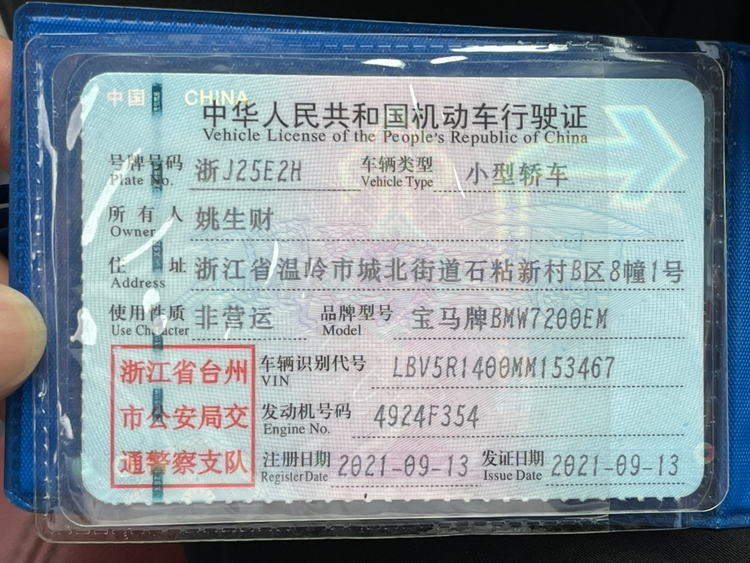 中国 CHINA
中华人民共和国机动车行驶证
Vehicle License of the People's Republic of China
号牌号码 浙J25E2H 车辆类型 小型轿车
Plate No. Vehicle Type
所有人 姚生财
Owner
住址 浙江省温岭市城北街道石粘新村B区8幢1号
Address
使用性质 非营运 品牌型号 宝马牌BMW7200EM
Use Character Model
浙江省台州
市公安局交
通警察支队
车辆识别代号 LBV5R1400MM153467
VIN
发动机号码 4924F354
Engine No.
注册日期 2021-09-13 发证日期 2021-09-13
Register Date Issue Date